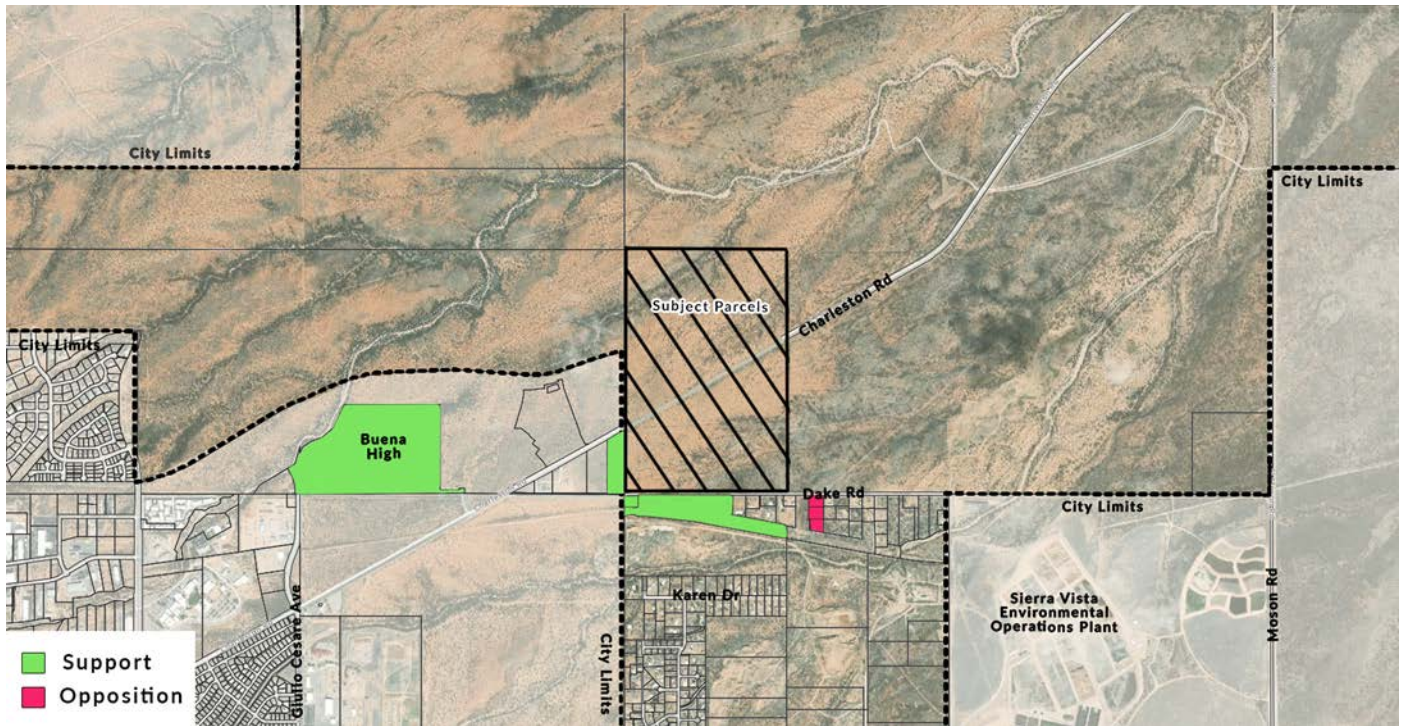 City Limits
City Limits
Subject Parcels
Charleston Rd
City Limits
Buena
High
Dake Rd
City Limits
Karen Dr
Sierra Vista
Environmental
Operations Plant
Moson Rd
Giulio Cesare Ave
City Limits
Support
Opposition